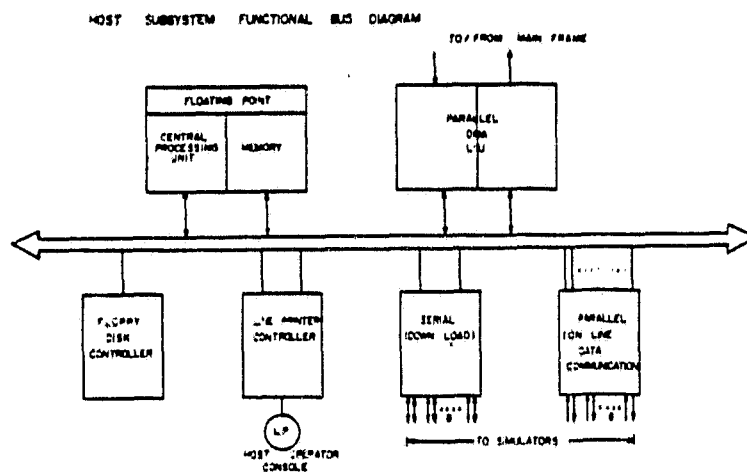 HOST SUBSYSTEM FUNCTIONAL BUS DIAGRAM
TO/FROM MAIN FRAME
FLOATING POINT
CENTRAL
PROCESSING
UNIT
MEMORY
PARALLEL
DMA
FLOPPY
DISK
CONTROLLER
LINE PRINTER
CONTROLLER
SERIAL
(DOWN LOAD)
PARALLEL
(ON LINE
DATA
COMMUNICATION
L.P
HOST OPERATOR
CONSOLE
TO SIMULATORS